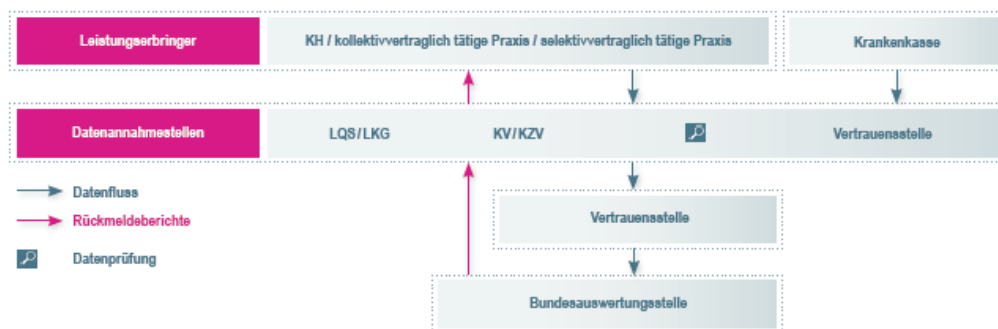 Leistungserbringer
KH / kollektivvertraglich tätige Praxis / selektivvertraglich tätige Praxis
Krankenkasse
Datenannahmestellen
LQS/LKG
KV/KZV
Vertrauensstelle
Datenfluss
Rückmeldeberichte
Datenprüfung
Vertrauensstelle
Bundesauswertungsstelle